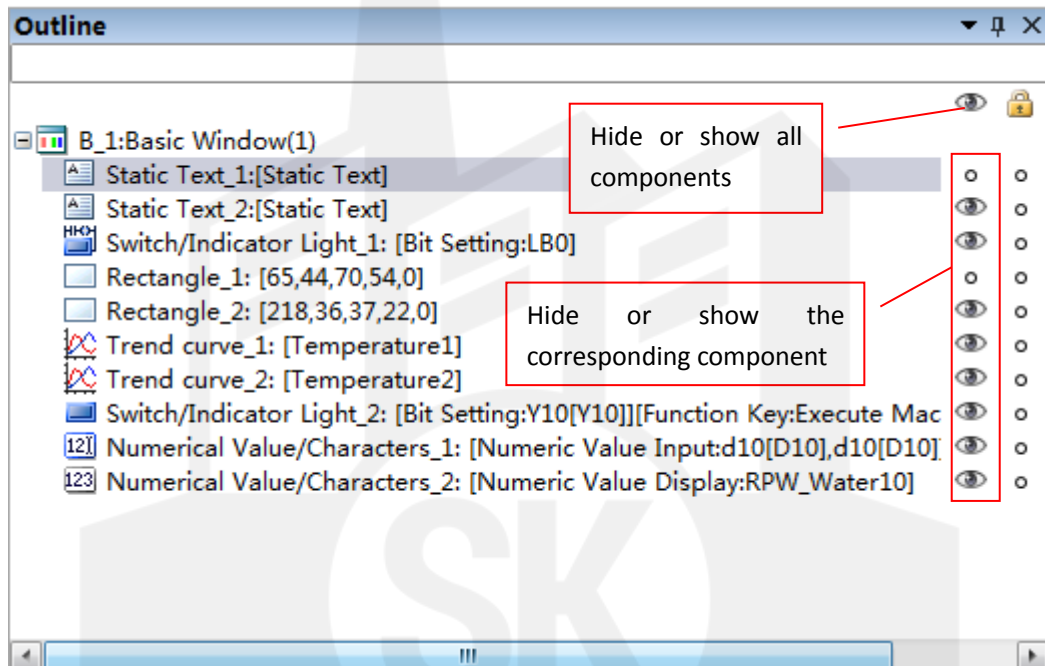 Outline
Hide or show all
components
B_1:Basic Window(1)
Static Text_1:[Static Text]
Static Text_2:[Static Text]
Switch/Indicator Light_1: [Bit Setting:LB0]
Rectangle_1: [65,44,70,54,0]
Rectangle_2: [218,36,37,22,0]
Hide or show the
corresponding component
Trend curve_1: [Temperature1]
Trend curve_2: [Temperature2]
Switch/Indicator Light_2: [Bit Setting:Y10[Y10]][Function Key:Execute Mac
Numerical Value/Characters_1: [Numeric Value Input:d10[D10],d10[D10]]
123 Numerical Value/Characters_2: [Numeric Value Display:RPW_Water10]
SK